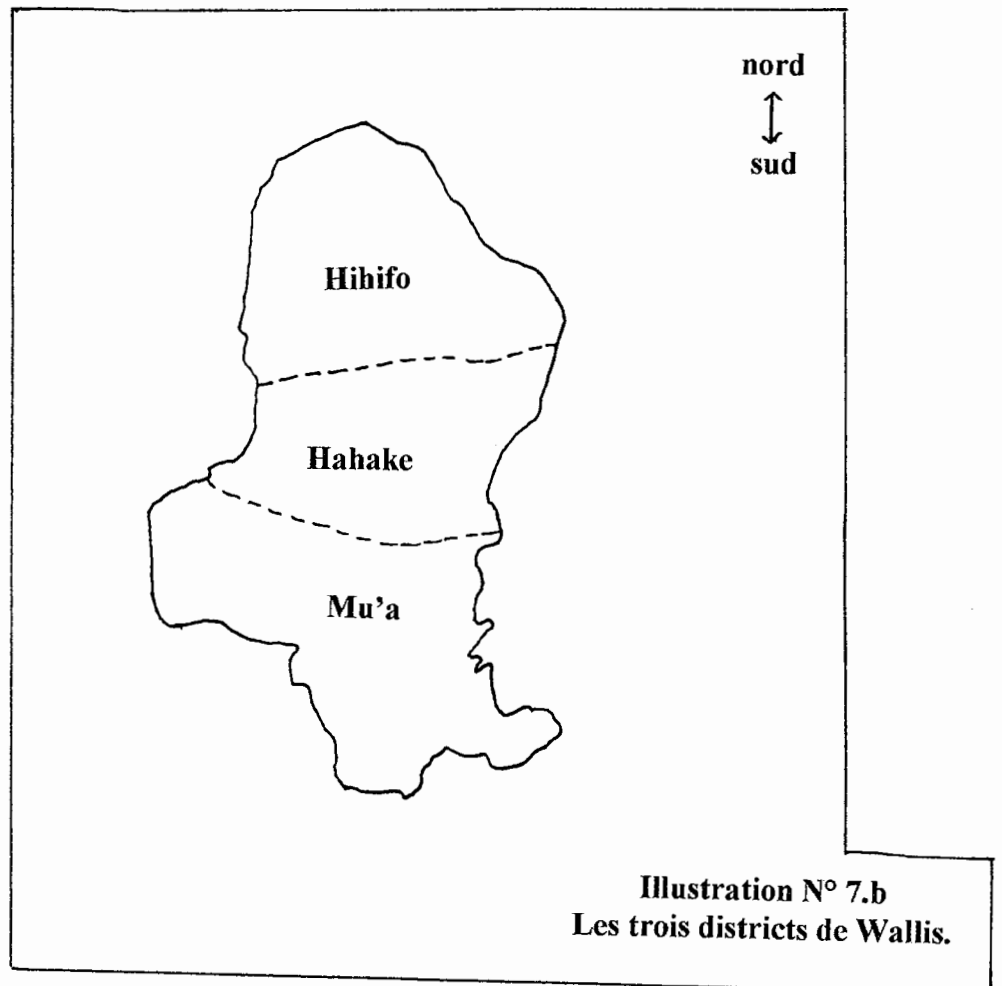 nord
sud
Hihifo
Hahake
Mu'a
Illustration N° 7.b
Les trois districts de Wallis.